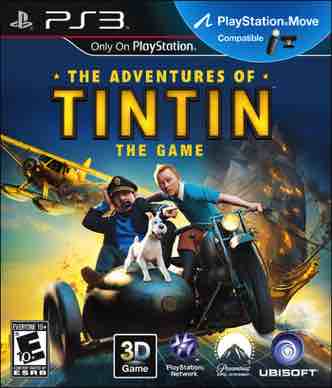 PS3
PlayStation®Move
Compatible
Only On PlayStation®
THE ADVENTURES OF
TINTIN
THE GAME
EVERYONE 10+
E
ESRB
3D
Game
PlayStation®
Network
Paramount
UBISOFT